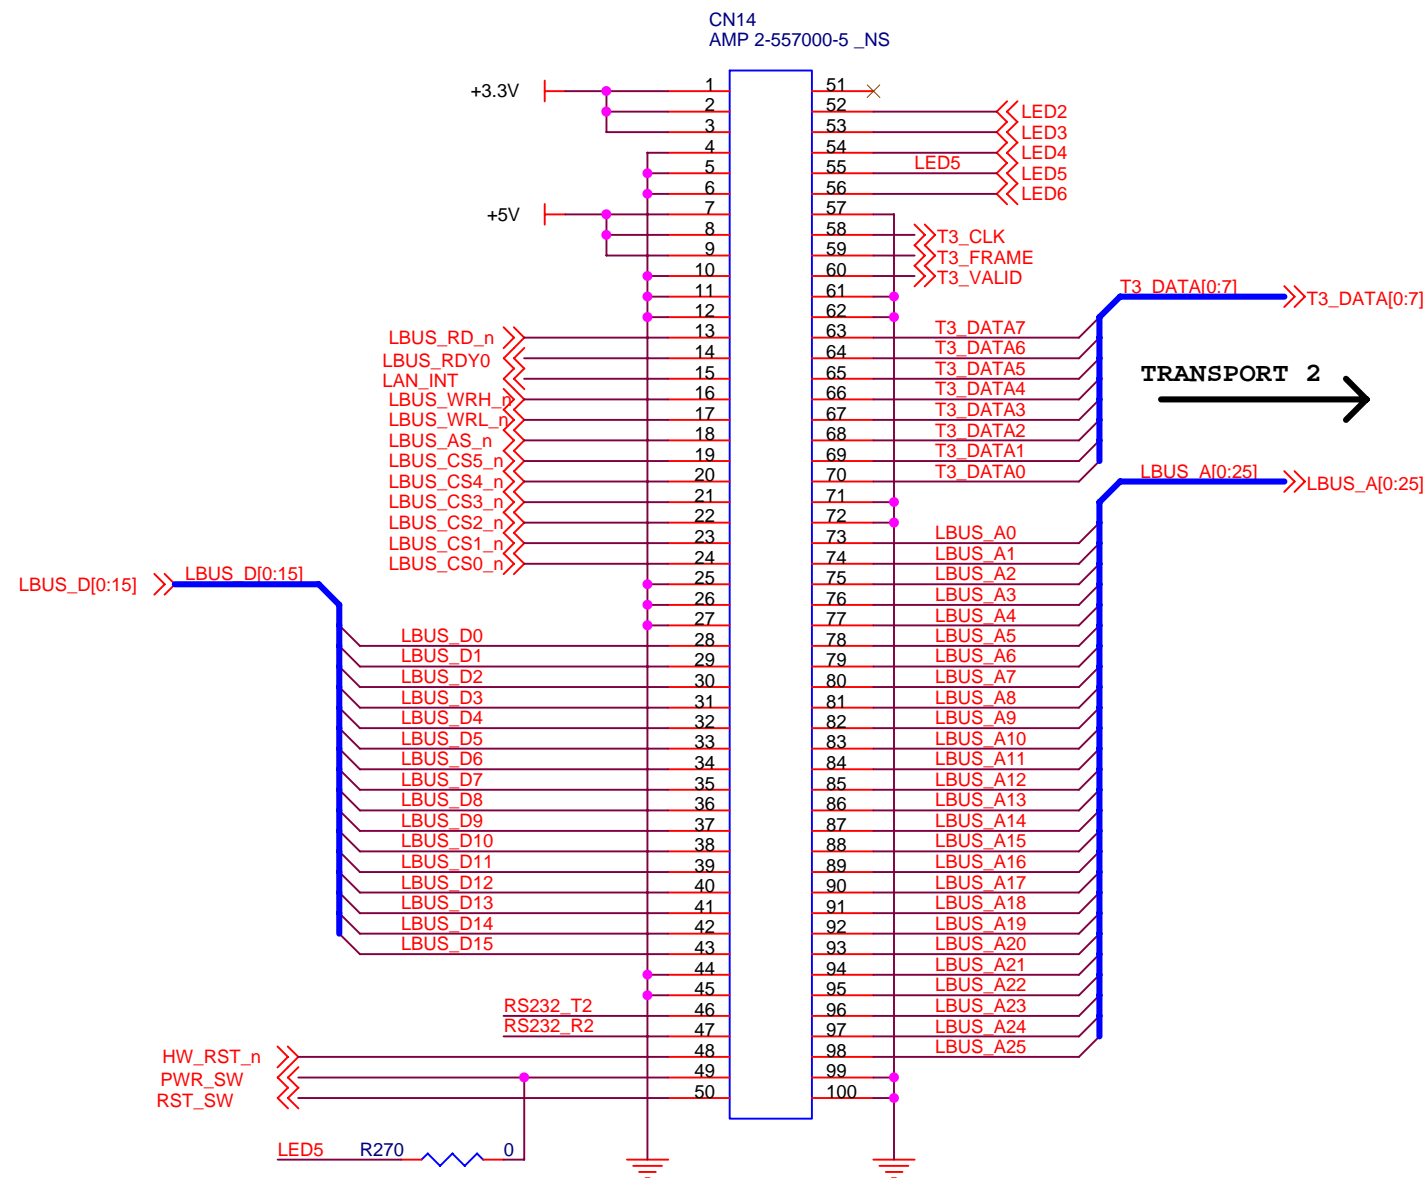 CN14
AMP 2-557000-5 _NS
+3.3V 1 51
2 52 LED2
3 53 LED3
4 54 LED4
5 55 LED5 LED5
6 56 LED6
+5V 7 57
8 58 T3_CLK
9 59 T3_FRAME
10 60 T3_VALID
11 61 T3_DATA[0:7] T3_DATA[0:7]
12 62
LBUS_RD_n 13 63 T3_DATA7
LBUS_RDY0 14 64 T3_DATA6
LAN_INT 15 65 T3_DATA5 TRANSPORT 2
LBUS_WRH_n 16 66 T3_DATA4
LBUS_WRL_n 17 67 T3_DATA3
LBUS_AS_n 18 68 T3_DATA2
LBUS_CS5_n 19 69 T3_DATA1
LBUS_CS4_n 20 70 T3_DATA0 LBUS_A[0:25] LBUS_A[0:25]
LBUS_CS3_n 21 71
LBUS_CS2_n 22 72
LBUS_CS1_n 23 73 LBUS_A0
LBUS_CS0_n 24 74 LBUS_A1
LBUS_D[0:15] LBUS_D[0:15] 25 75 LBUS_A2
26 76 LBUS_A3
27 77 LBUS_A4
LBUS_D0 28 78 LBUS_A5
LBUS_D1 29 79 LBUS_A6
LBUS_D2 30 80 LBUS_A7
LBUS_D3 31 81 LBUS_A8
LBUS_D4 32 82 LBUS_A9
LBUS_D5 33 83 LBUS_A10
LBUS_D6 34 84 LBUS_A11
LBUS_D7 35 85 LBUS_A12
LBUS_D8 36 86 LBUS_A13
LBUS_D9 37 87 LBUS_A14
LBUS_D10 38 88 LBUS_A15
LBUS_D11 39 89 LBUS_A16
LBUS_D12 40 90 LBUS_A17
LBUS_D13 41 91 LBUS_A18
LBUS_D14 42 92 LBUS_A19
LBUS_D15 43 93 LBUS_A20
44 94 LBUS_A21
45 95 LBUS_A22
RS232_T2 46 96 LBUS_A23
RS232_R2 47 97 LBUS_A24
HW_RST_n 48 98 LBUS_A25
PWR_SW 49 99
RST_SW 50 100
LED5 R270 0